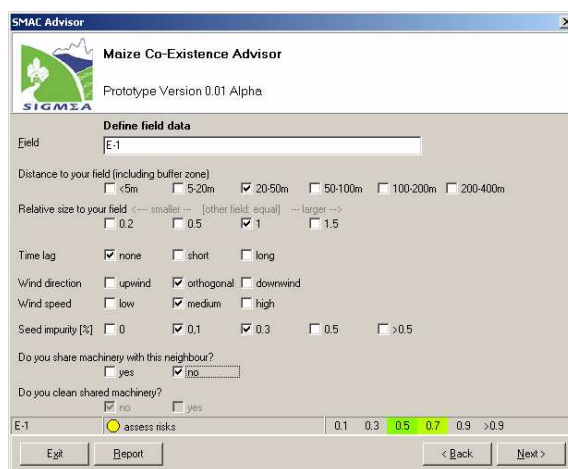 SMAC Advisor
SIGMEA
Maize Co-Existence Advisor
Prototype Version 0.01 Alpha
Define field data
Field E-1
Distance to your field (including buffer zone)
<5m 5-20m 20-50m 50-100m 100-200m 200-400m
Relative size to your field <---- smaller --- [other field: equal] --- larger --->
0.2 0.5 1 1.5
Time lag none short long
Wind direction upwind orthogonal downwind
Wind speed low medium high
Seed impurity [%] 0 0,1 0.3 0.5 >0.5
Do you share machinery with this neighbour?
yes no
Do you clean shared machinery?
no yes
E-1 assess risks 0.1 0.3 0.5 0.7 0.9 >0.9
Exit Report < Back Next >